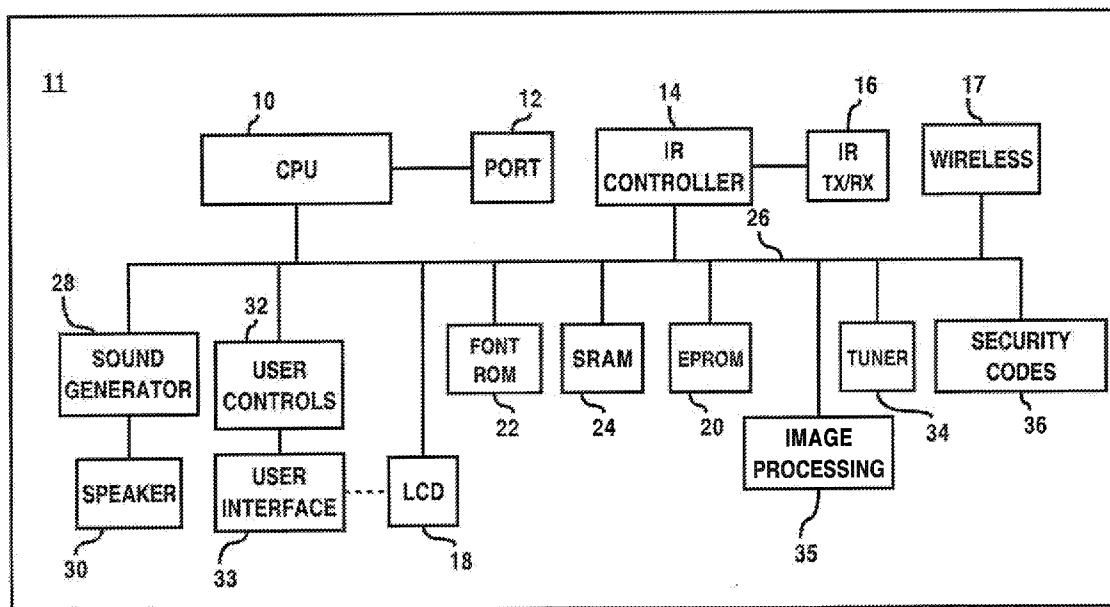 11
10
12
14
16
17
CPU
PORT
IR
CONTROLLER
IR
TX/RX
WIRELESS
26
28
32
SOUND
GENERATOR
USER
CONTROLS
FONT
ROM
SRAM
EPROM
TUNER
SECURITY
CODES
22
24
20
34
36
SPEAKER
USER
INTERFACE
LCD
IMAGE
PROCESSING
30
33
18
35